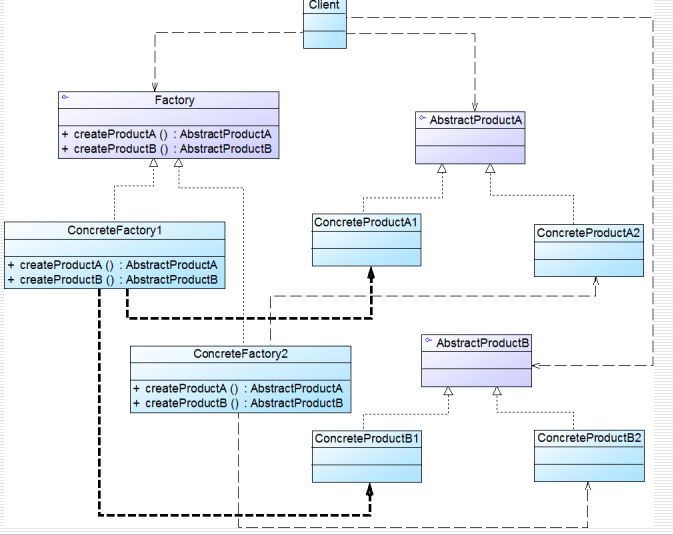 Client
Factory
+ createProductA () : AbstractProductA
+ createProductB () : AbstractProductB
AbstractProductA
ConcreteFactory1
+ createProductA () : AbstractProductA
+ createProductB () : AbstractProductB
ConcreteProductA1
ConcreteProductA2
ConcreteFactory2
+ createProductA () : AbstractProductA
+ createProductB () : AbstractProductB
AbstractProductB
ConcreteProductB1
ConcreteProductB2